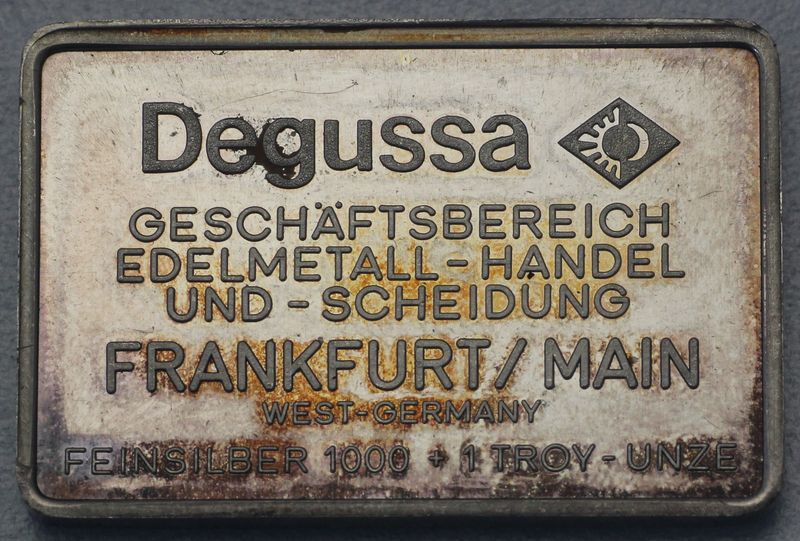 Degussa
GESCHÄFTSBEREICH
EDELMETALL-HANDEL
UND-SCHEIDUNG
FRANKFURT/MAIN
WEST-GERMANY
FEINSILBER 1000 + 1 TROY-UNZE